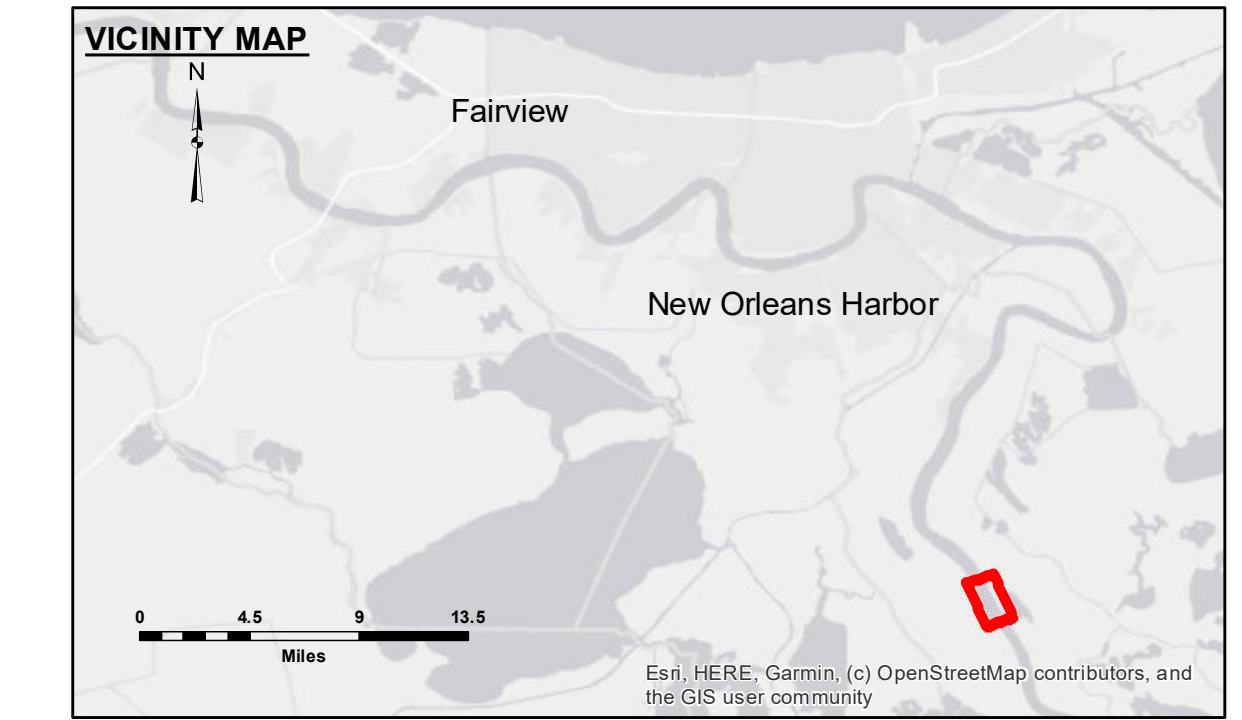 VICINITY MAP
N
Fairview
New Orleans Harbor
0 4.5 9 13.5
Miles
Esri, HERE, Garmin, (c) OpenStreetMap contributors, and
the GIS user community